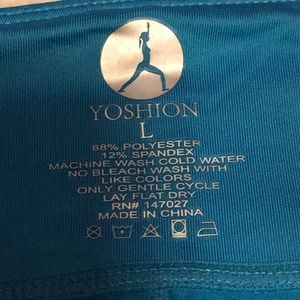 YOSHION
L
88% POLYESTER
12% SPANDEX
MACHINE WASH COLD WATER
NO BLEACH WASH WITH
LIKE COLORS
ONLY GENTLE CYCLE
LAY FLAT DRY
RN# 147027
MADE IN CHINA